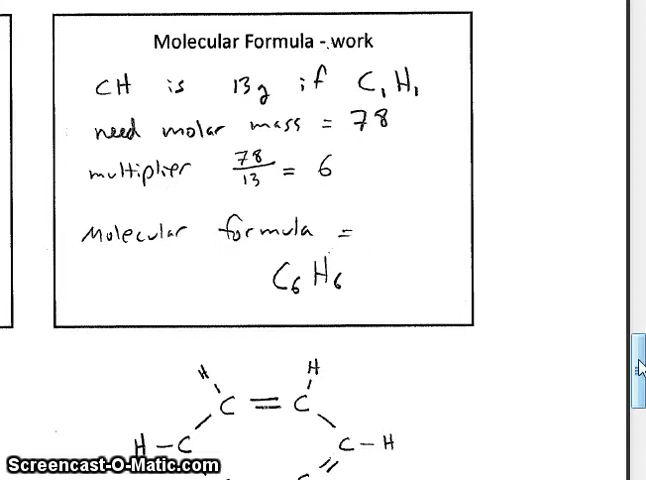 Molecular Formula - work
CH is 13g if C₁H₁
need molar mass = 78
multiplier 78/13 = 6
Molecular formula =
C₆H₆
H H
C = C
H - C C - H
C
Screencast-O-Matic.com